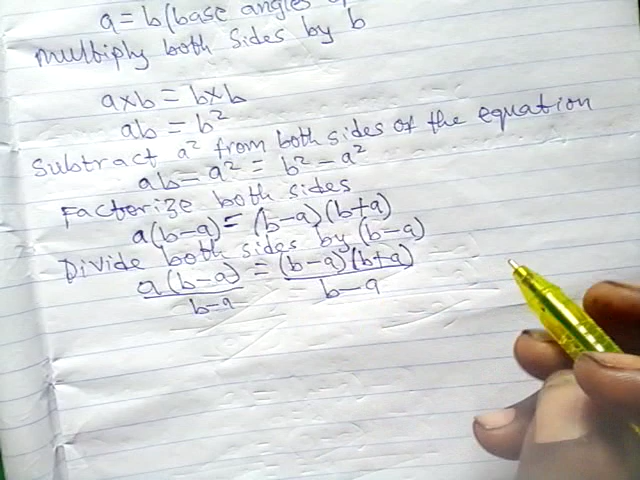 a = b (base angles
multiply both sides by b
a×b = b×b
ab = b²
Subtract a² from both sides of the equation
ab – a² = b² – a²
Factorize both sides
a(b–a) = (b–a)(b+a)
Divide both sides by (b–a)
a(b–a) = (b–a)(b+a)
b–a b–a